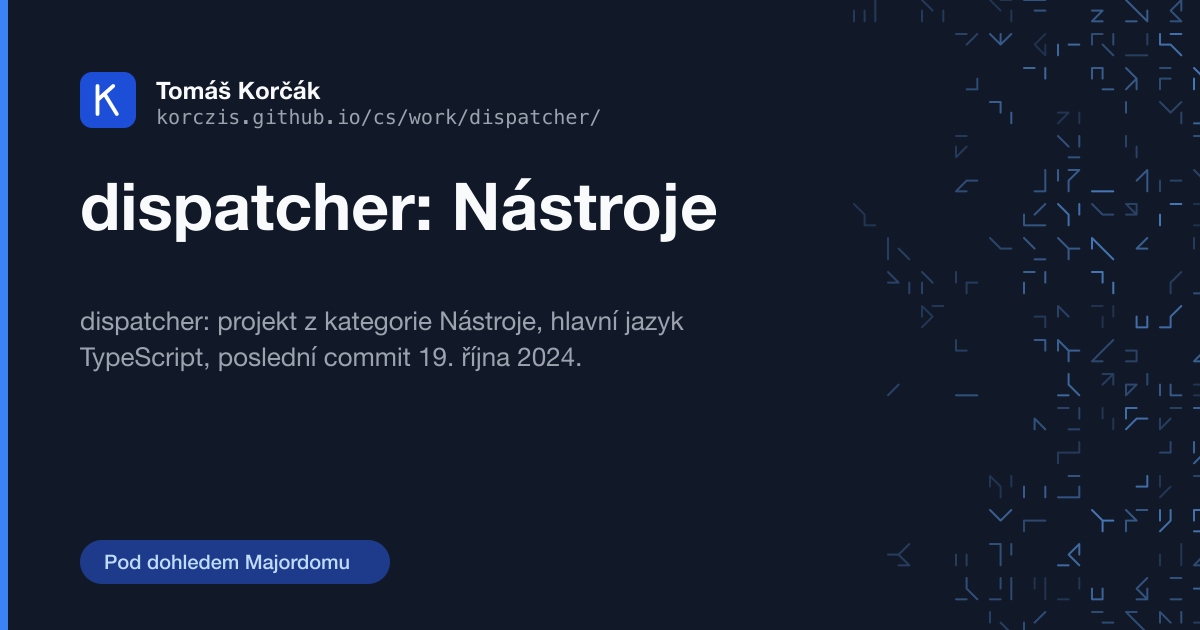 K
Tomáš Korčák
korczis.github.io/cs/work/dispatcher/
dispatcher: Nástroje
dispatcher: projekt z kategorie Nástroje, hlavní jazyk
TypeScript, poslední commit 19. října 2024.
Pod dohledem Majordomu